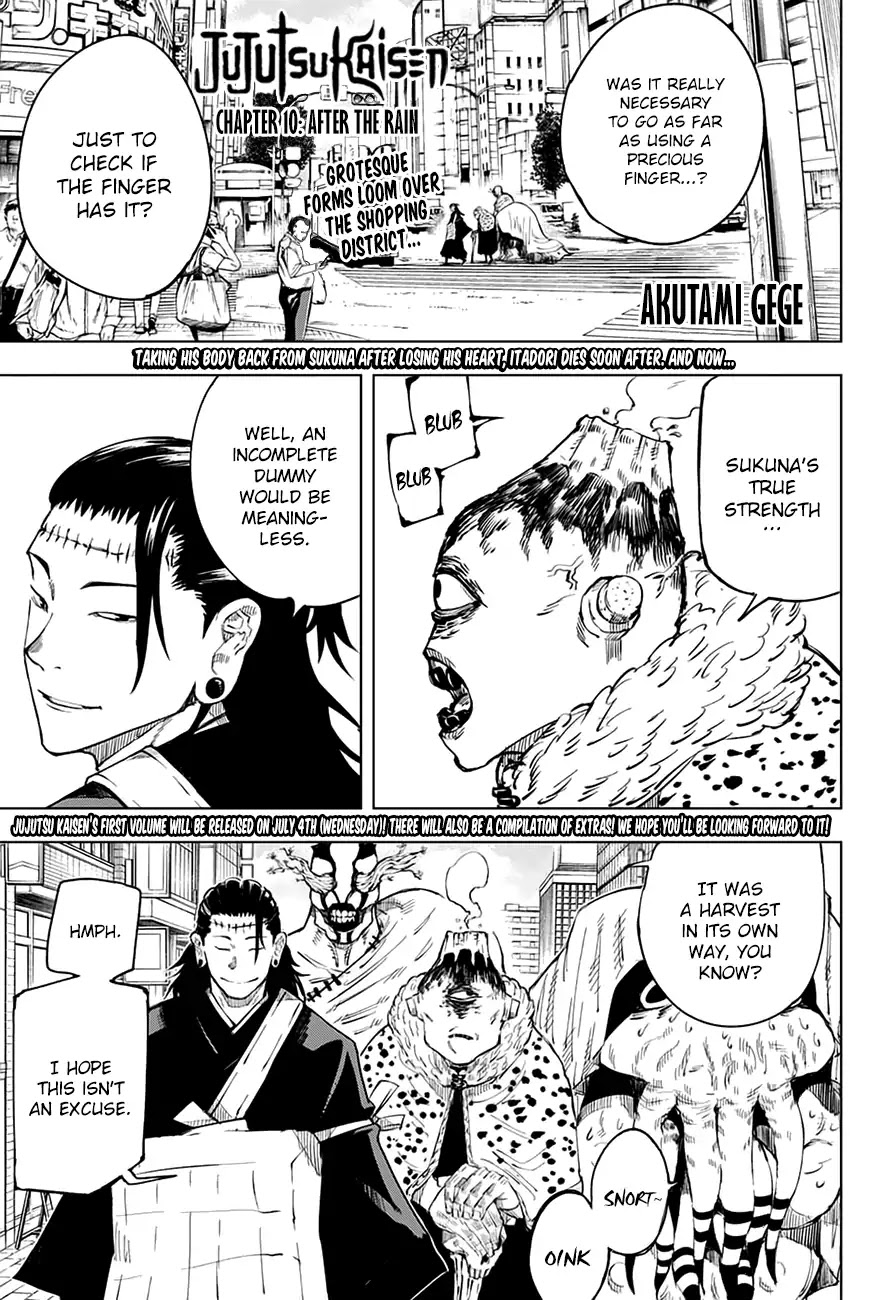 JUJUTSU KAISEN
CHAPTER 10: AFTER THE RAIN
WAS IT REALLY
NECESSARY
TO GO AS FAR
AS USING A
PRECIOUS
FINGER...?
GROTESQUE
FORMS LOOM OVER
THE SHOPPING
DISTRICT...
JUST TO
CHECK IF
THE FINGER
HAS IT?
AKUTAMI GEGE
Free
TAKING HIS BODY BACK FROM SUKUNA AFTER LOSING HIS HEART, ITADORI DIES SOON AFTER. AND NOW...
SUKUNA'S
TRUE
STRENGTH
...
BLUB
BLUB
WELL, AN
INCOMPLETE
DUMMY
WOULD BE
MEANING-
LESS.
JUJUTSU KAISEN'S FIRST VOLUME WILL BE RELEASED ON JULY 4TH (WEDNESDAY)! THERE WILL ALSO BE A COMPILATION OF EXTRAS! WE HOPE YOU'LL BE LOOKING FORWARD TO IT!
IT WAS
A HARVEST
IN ITS OWN
WAY, YOU
KNOW?
HMPH.
I HOPE
THIS ISN'T
AN EXCUSE.
SNORT~
OINK